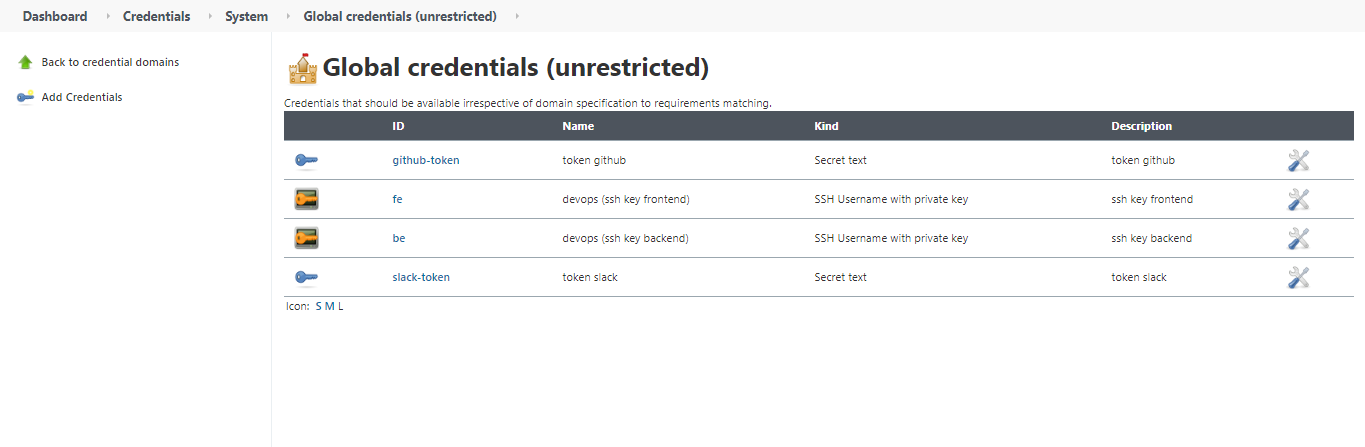 Dashboard Credentials System Global credentials (unrestricted)
Back to credential domains
Add Credentials
Global credentials (unrestricted)
Credentials that should be available irrespective of domain specification to requirements matching.
ID Name Kind Description
github-token token github Secret text token github
fe devops (ssh key frontend) SSH Username with private key ssh key frontend
be devops (ssh key backend) SSH Username with private key ssh key backend
slack-token token slack Secret text token slack
Icon: S M L